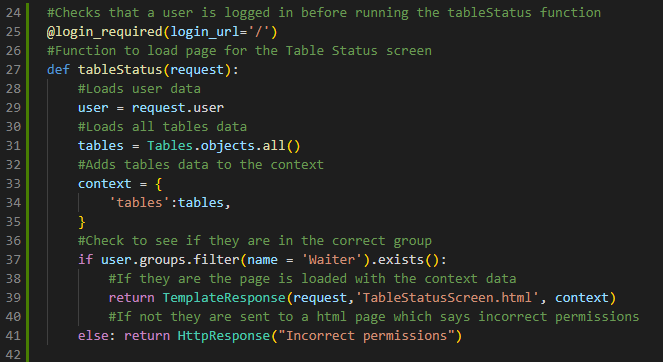 24 #Checks that a user is logged in before running the tableStatus function
25 @login_required(login_url='/')
26 #Function to load page for the Table Status screen
27 def tableStatus(request):
28     #Loads user data
29     user = request.user
30     #Loads all tables data
31     tables = Tables.objects.all()
32     #Adds tables data to the context
33     context = {
34         'tables':tables,
35     }
36     #Check to see if they are in the correct group
37     if user.groups.filter(name = 'Waiter').exists():
38         #If they are the page is loaded with the context data
39         return TemplateResponse(request,'TableStatusScreen.html', context)
40         #If not they are sent to a html page which says incorrect permissions
41     else: return HttpResponse("Incorrect permissions")
42